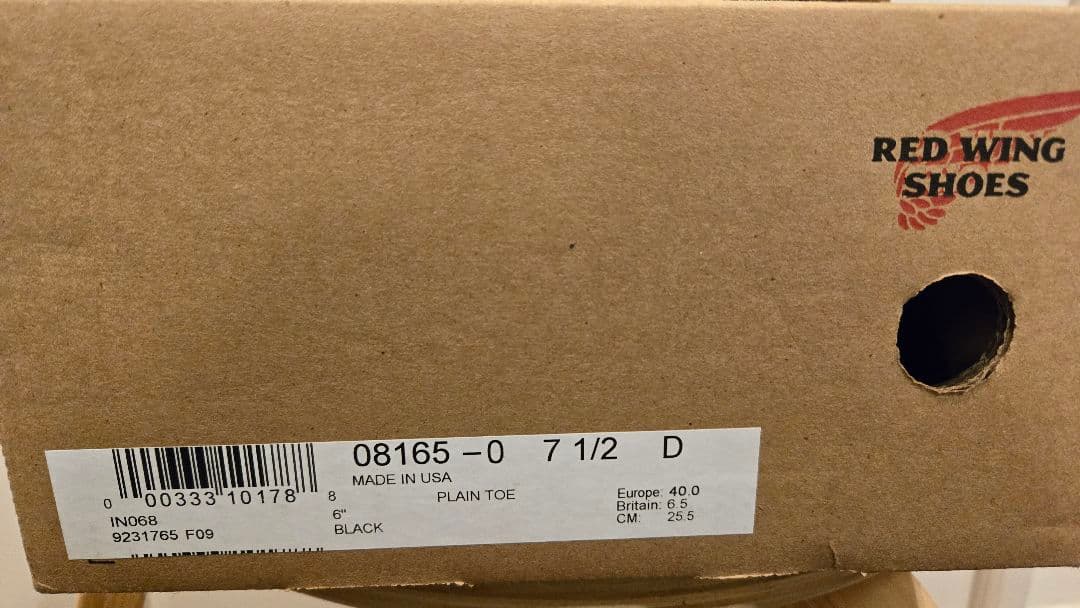 RED WING
SHOES
08165 -0 7 1/2 D
MADE IN USA
PLAIN TOE
0 00333 10178 8
6"
BLACK
IN068
9231765 F09
Europe: 40.0
Britain: 6.5
CM: 25.5